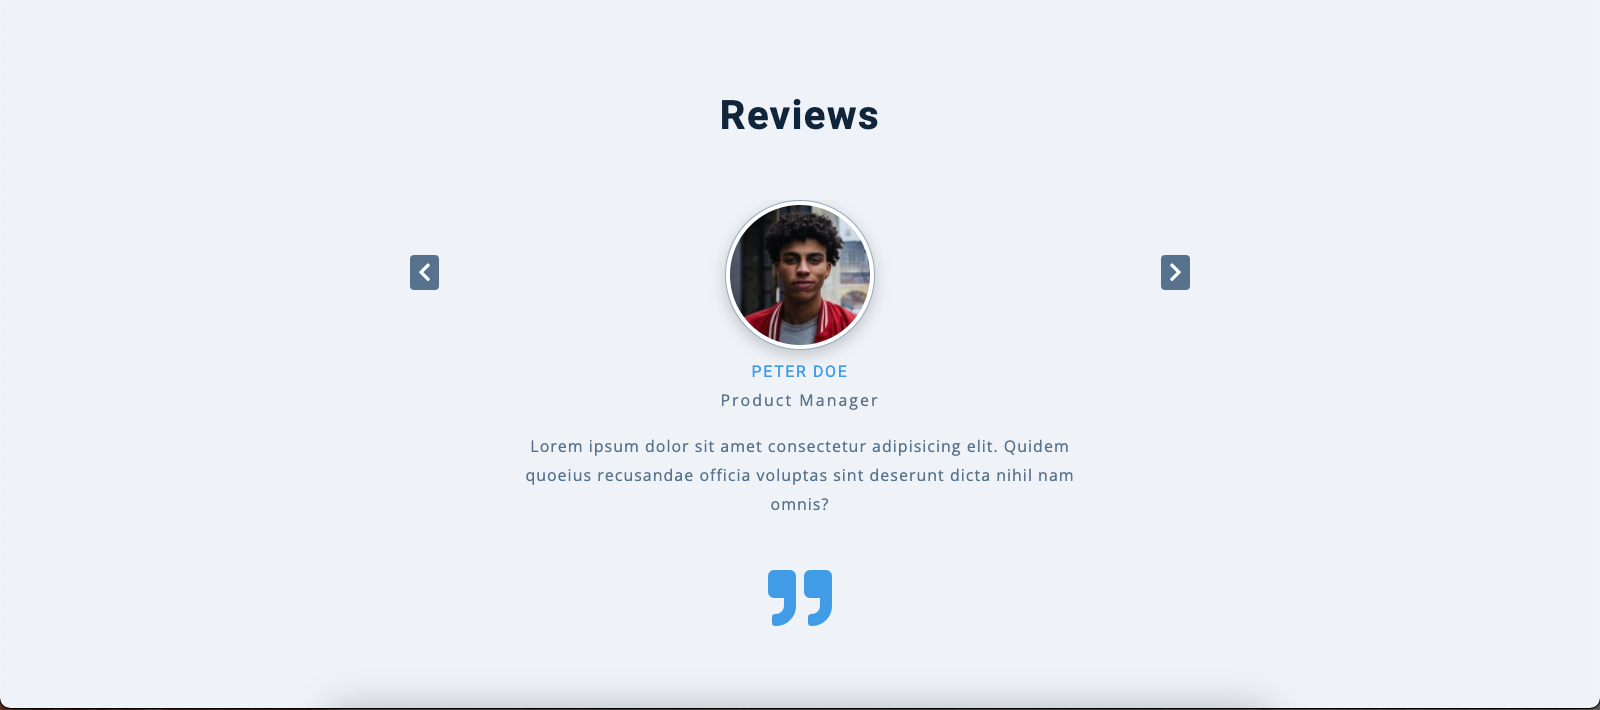 Reviews
PETER DOE
Product Manager
Lorem ipsum dolor sit amet consectetur adipisicing elit. Quidem
quoeius recusandae officia voluptas sint deserunt dicta nihil nam
omnis?